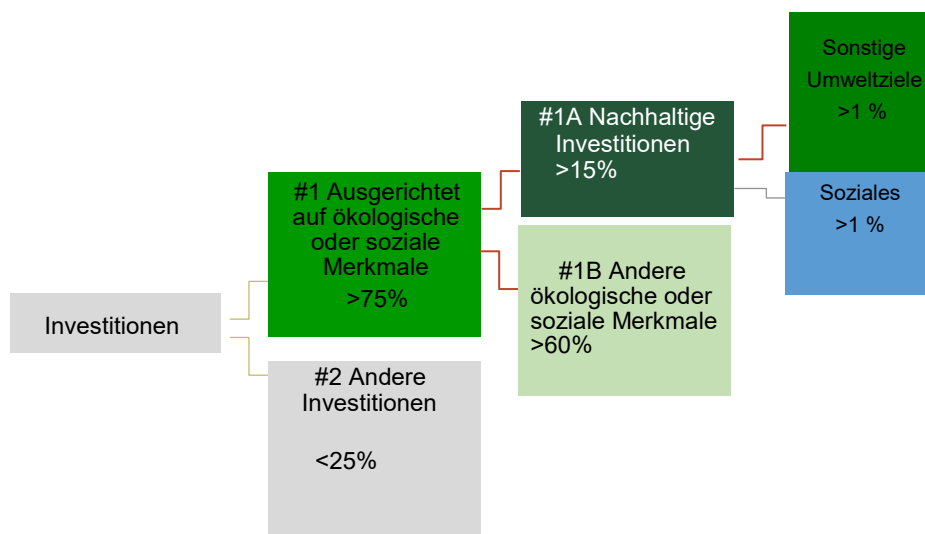 Investitionen
#1 Ausgerichtet
auf ökologische
oder soziale
Merkmale
>75%
#2 Andere
Investitionen
<25%
#1A Nachhaltige
Investitionen
>15%
#1B Andere
ökologische oder
soziale Merkmale
>60%
Sonstige
Umweltziele
>1 %
Soziales
>1 %